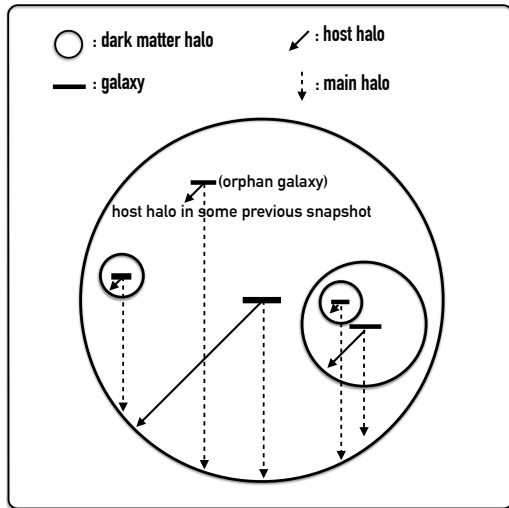 : dark matter halo
: host halo
: galaxy
: main halo
(orphan galaxy)
host halo in some previous snapshot